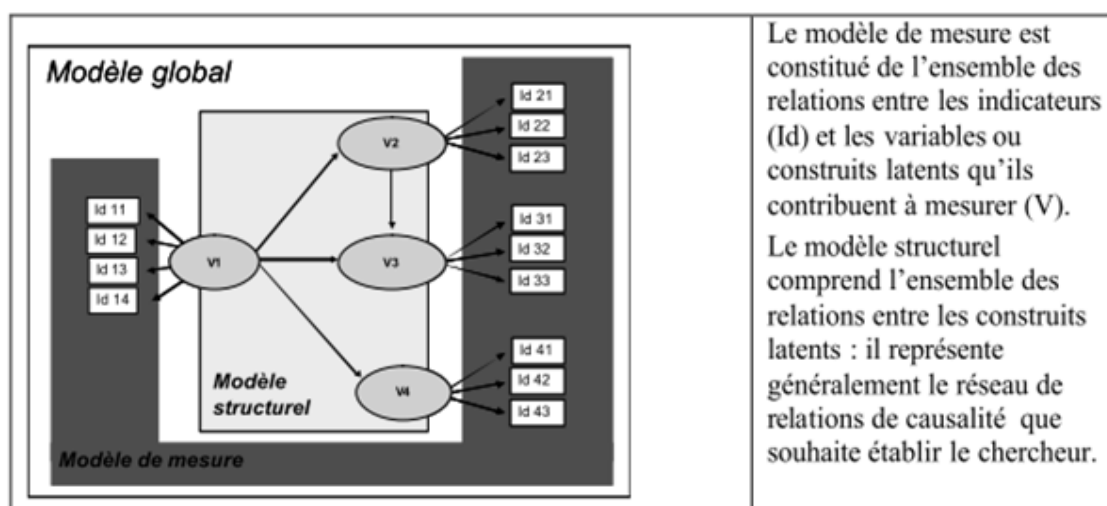 Modèle global
Id 21
Id 22
Id 23
V2
Id 11
Id 12
Id 13
Id 14
V1
V3
Id 31
Id 32
Id 33
V4
Id 41
Id 42
Id 43
Modèle
structurel
Modèle de mesure
Le modèle de mesure est
constitué de l’ensemble des
relations entre les indicateurs
(Id) et les variables ou
construits latents qu’ils
contribuent à mesurer (V).
Le modèle structurel
comprend l’ensemble des
relations entre les construits
latents : il représente
généralement le réseau de
relations de causalité que
souhaite établir le chercheur.